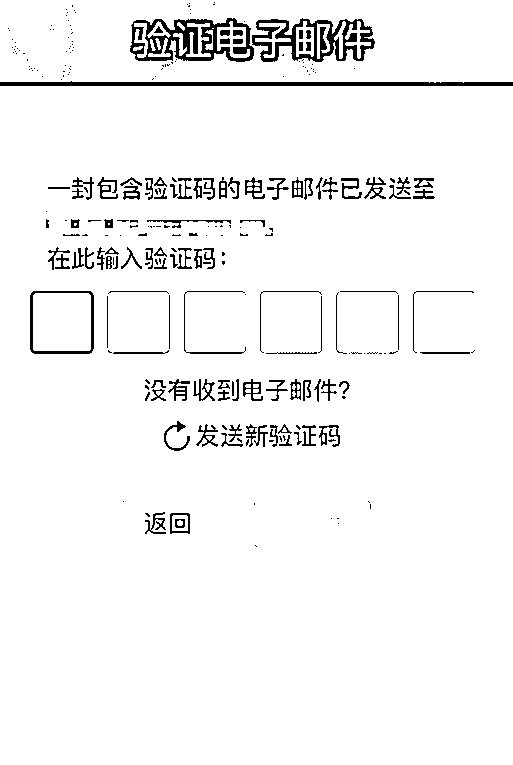 验证电子邮件
一封包含验证码的电子邮件已发送至
在此输入验证码：
没有收到电子邮件？
发送新验证码
返回